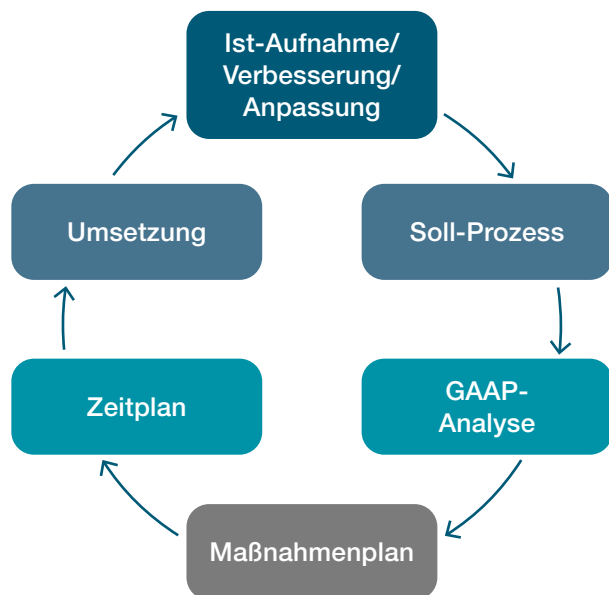 Ist-Aufnahme/
Verbesserung/
Anpassung
Soll-Prozess
GAAP-
Analyse
Maßnahmenplan
Zeitplan
Umsetzung